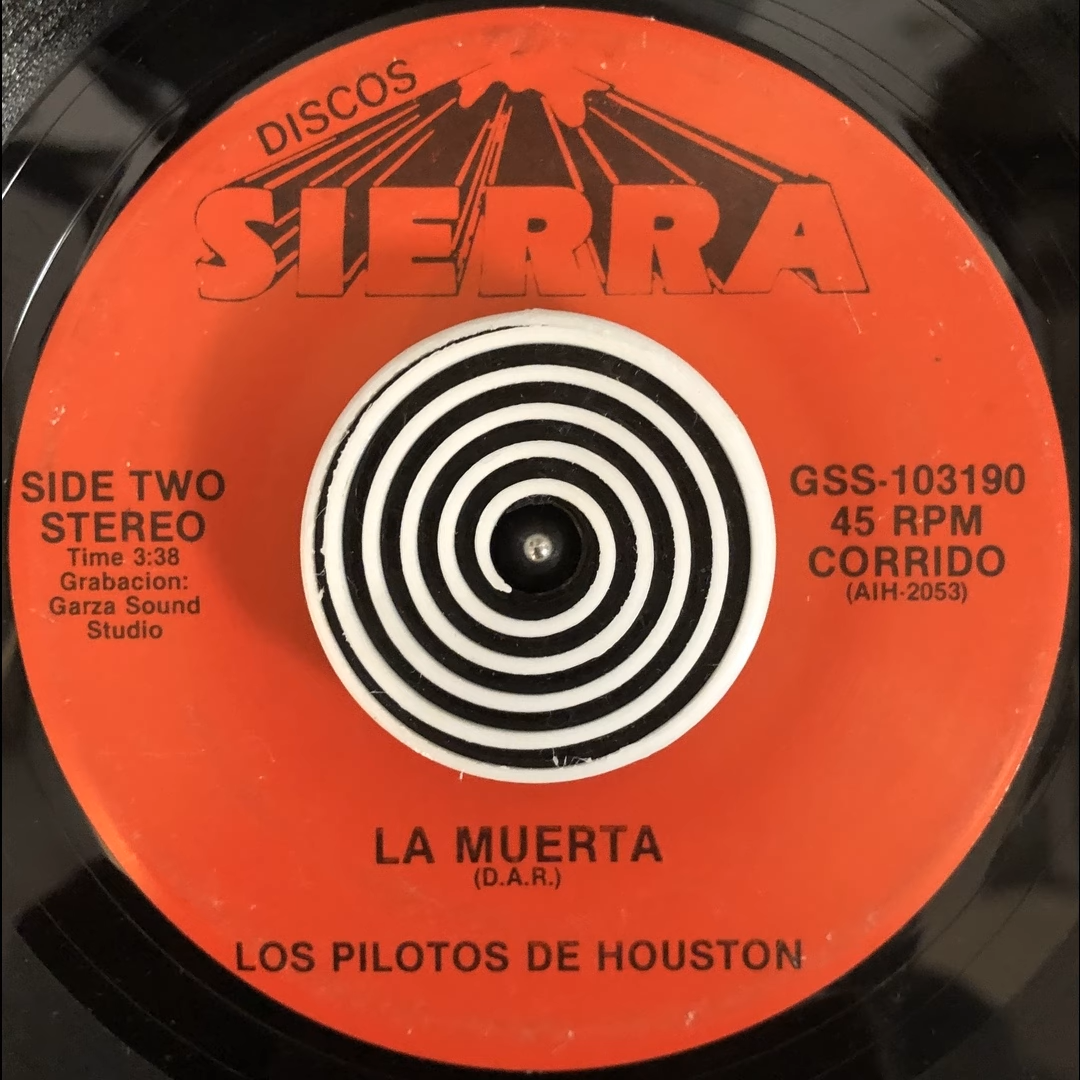 DISCOS
SIERRA
SIDE TWO
STEREO
Time 3:38
Grabacion:
Garza Sound
Studio
GSS-103190
45 RPM
CORRIDO
(AIH-2053)
LA MUERTA
(D.A.R.)
LOS PILOTOS DE HOUSTON